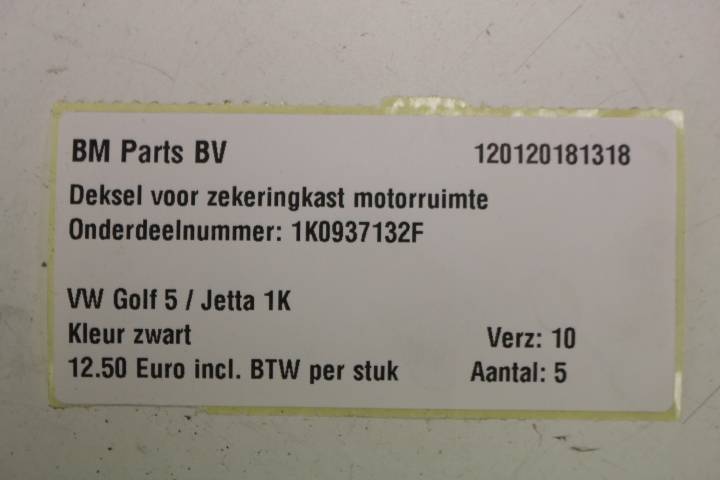 BM Parts BV 120120181318
Deksel voor zekeringkast motorruimte
Onderdeelnummer: 1K0937132F
VW Golf 5 / Jetta 1K
Kleur zwart Verz: 10
12.50 Euro incl. BTW per stuk Aantal: 5